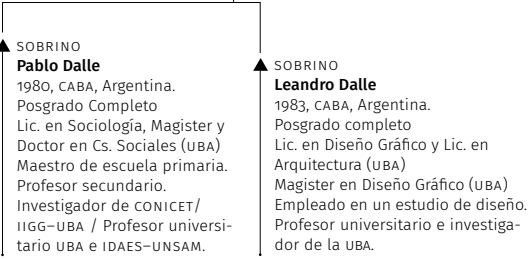 SOBRINO
Pablo Dalle
1980, CABA, Argentina.
Posgrado Completo
Lic. en Sociología, Magister y
Doctor en Cs. Sociales (UBA)
Maestro de escuela primaria.
Profesor secundario.
Investigador de CONICET/
IIGG–UBA / Profesor universi-
tario UBA e IDAES–UNSAM.
SOBRINO
Leandro Dalle
1983, CABA, Argentina.
Posgrado completo
Lic. en Diseño Gráfico y Lic. en
Arquitectura (UBA)
Magister en Diseño Gráfico (UBA)
Empleado en un estudio de diseño.
Profesor universitario e investiga-
dor de la UBA.